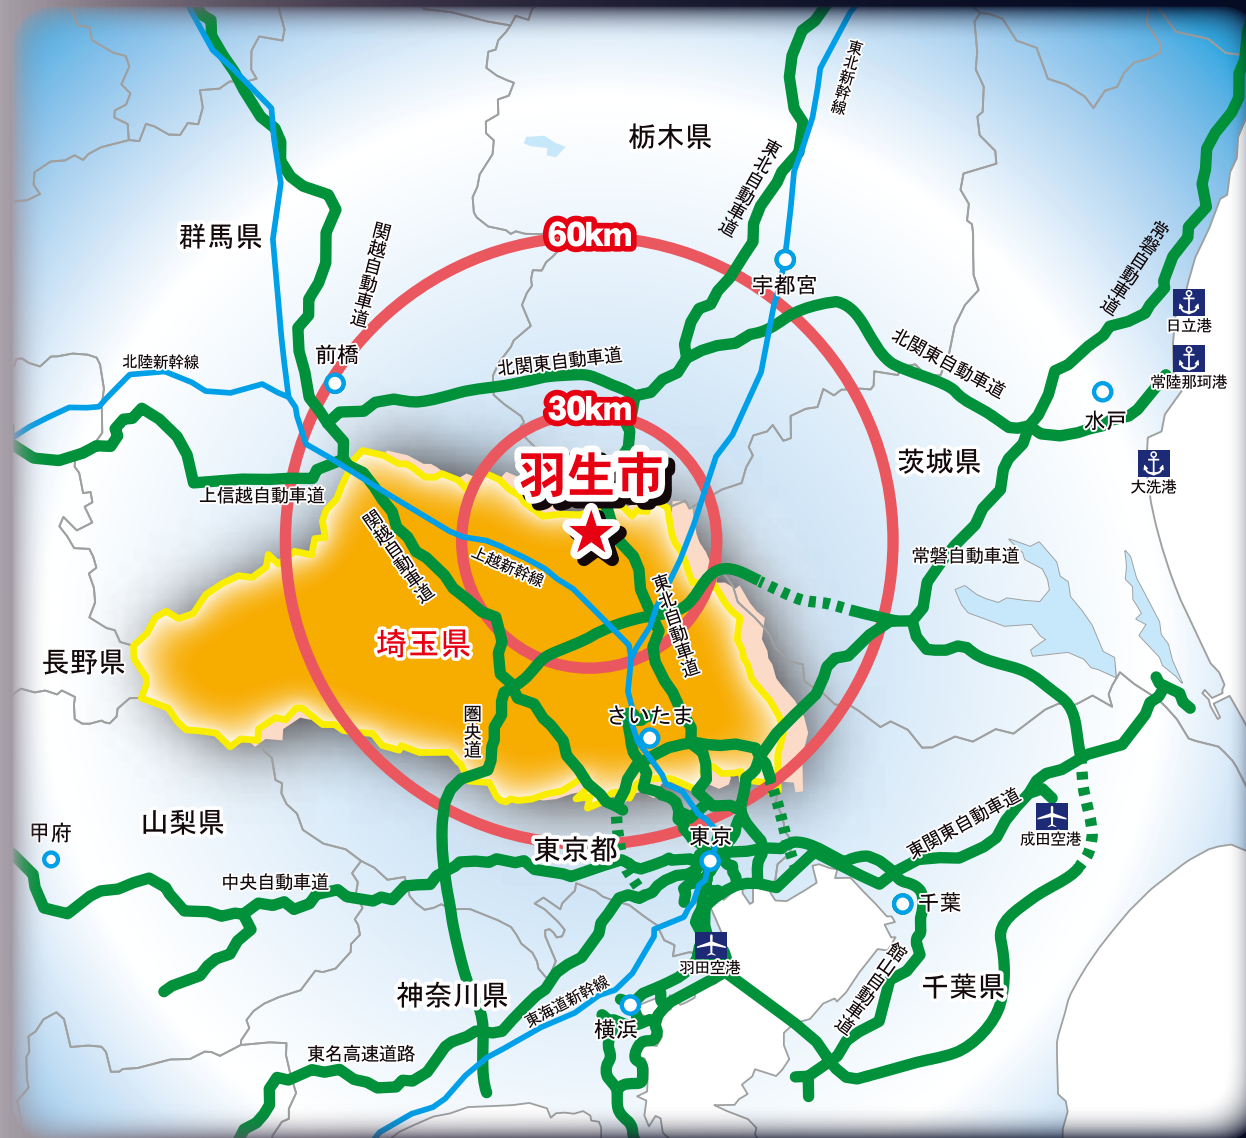 東北新幹線
栃木県
東北自動車道
群馬県
関越自動車道
60km
常磐自動車道
宇都宮
日立港
北関東自動車道
前橋
北陸新幹線
北関東自動車道
常陸那珂港
30km
水戸
羽生市
茨城県
大洗港
上信越自動車道
関越自動車道
上越新幹線
常磐自動車道
東北自動車道
埼玉県
長野県
圏央道
さいたま
山梨県
甲府
東京都
東京
東関東自動車道
成田空港
中央自動車道
千葉
羽田空港
館山自動車道
千葉県
神奈川県
東海道新幹線
横浜
東名高速道路